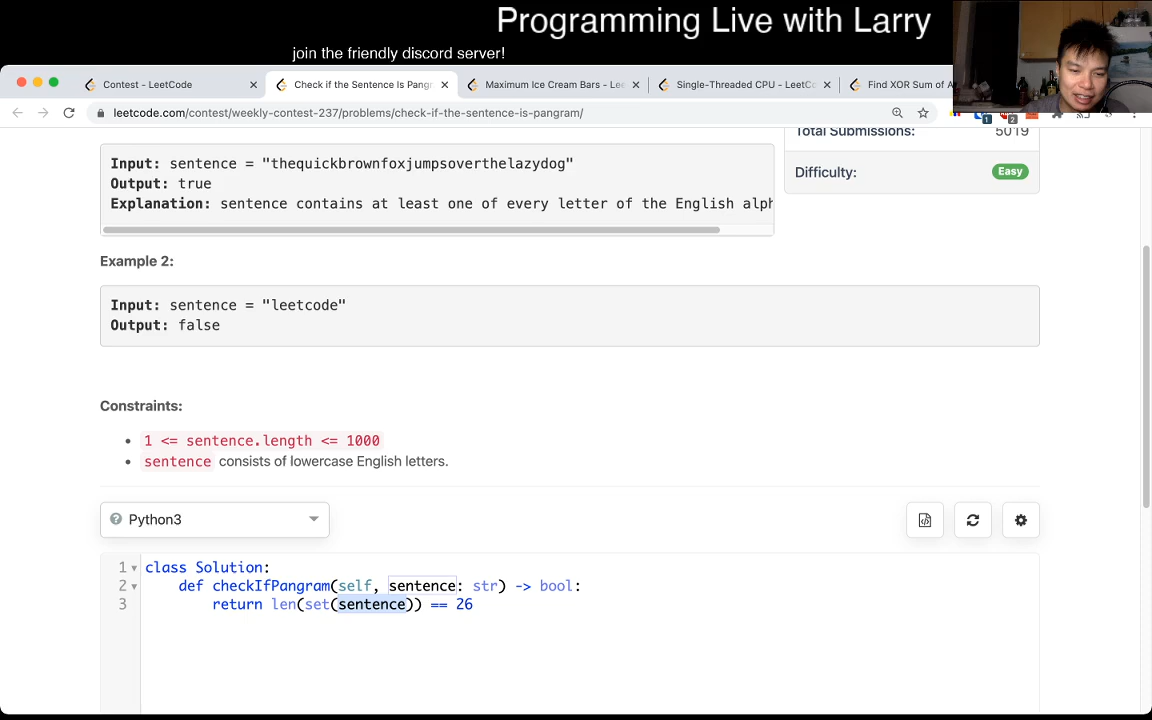 Programming Live with Larry
join the friendly discord server!
Contest - LeetCode
Check if the Sentence Is Pang
Maximum Ice Cream Bars - Le
Single-Threaded CPU - LeetCo
Find XOR Sum of A
leetcode.com/contest/weekly-contest-237/problems/check-if-the-sentence-is-pangram/
Total Submissions: 5019
Difficulty: Easy
Input: sentence = "thequickbrownfoxjumpsoverthelazydog"
Output: true
Explanation: sentence contains at least one of every letter of the English alph
Example 2:
Input: sentence = "leetcode"
Output: false
Constraints:
1 <= sentence.length <= 1000
sentence consists of lowercase English letters.
Python3
1 class Solution:
2 def checkIfPangram(self, sentence: str) -> bool:
3 return len(set(sentence)) == 26